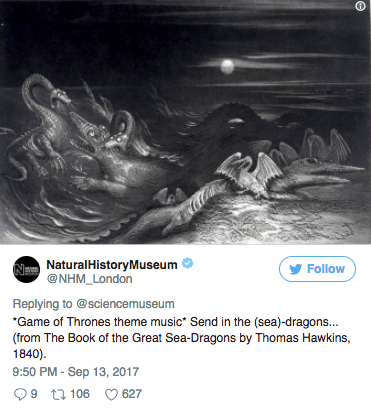 NaturalHistoryMuseum
@NHM_London
Follow
Replying to @sciencemuseum
*Game of Thrones theme music* Send in the (sea)-dragons...
(from The Book of the Great Sea-Dragons by Thomas Hawkins,
1840).
9:50 PM - Sep 13, 2017
9 106 627